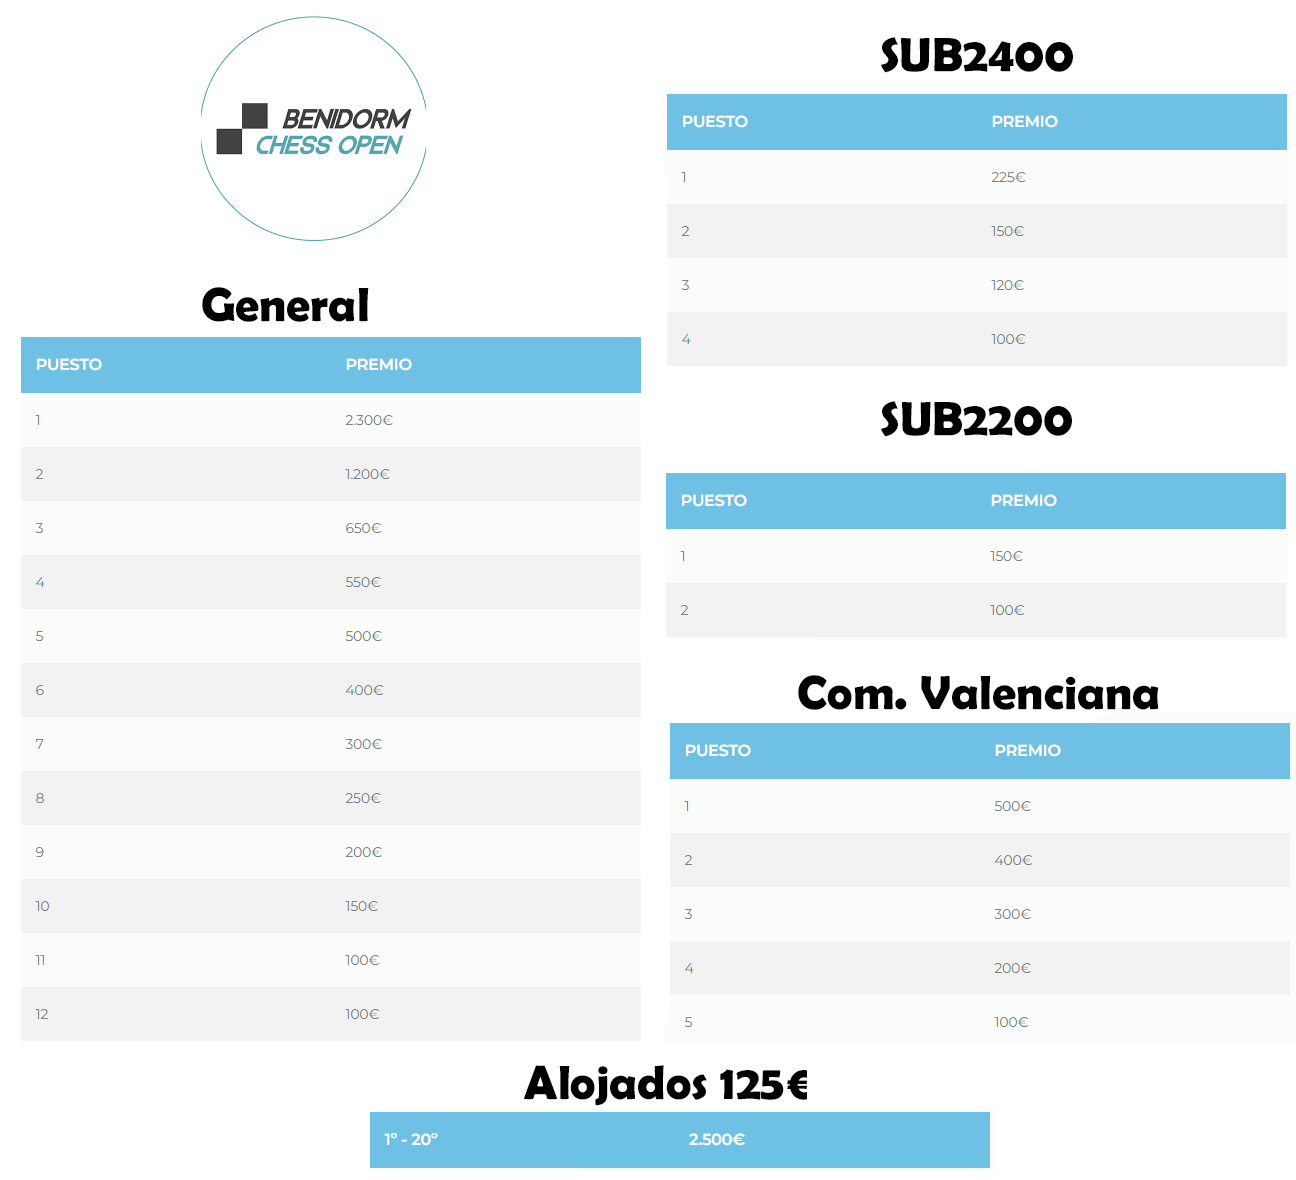 BENIDORM
CHESS OPEN
General
PUESTO PREMIO
1 2.300€
2 1.200€
3 650€
4 550€
5 500€
6 400€
7 300€
8 250€
9 200€
10 150€
11 100€
12 100€
SUB2400
PUESTO PREMIO
1 225€
2 150€
3 120€
4 100€
SUB2200
PUESTO PREMIO
1 150€
2 100€
Com. Valenciana
PUESTO PREMIO
1 500€
2 400€
3 300€
4 200€
5 100€
Alojados 125€
1º - 20º 2.500€